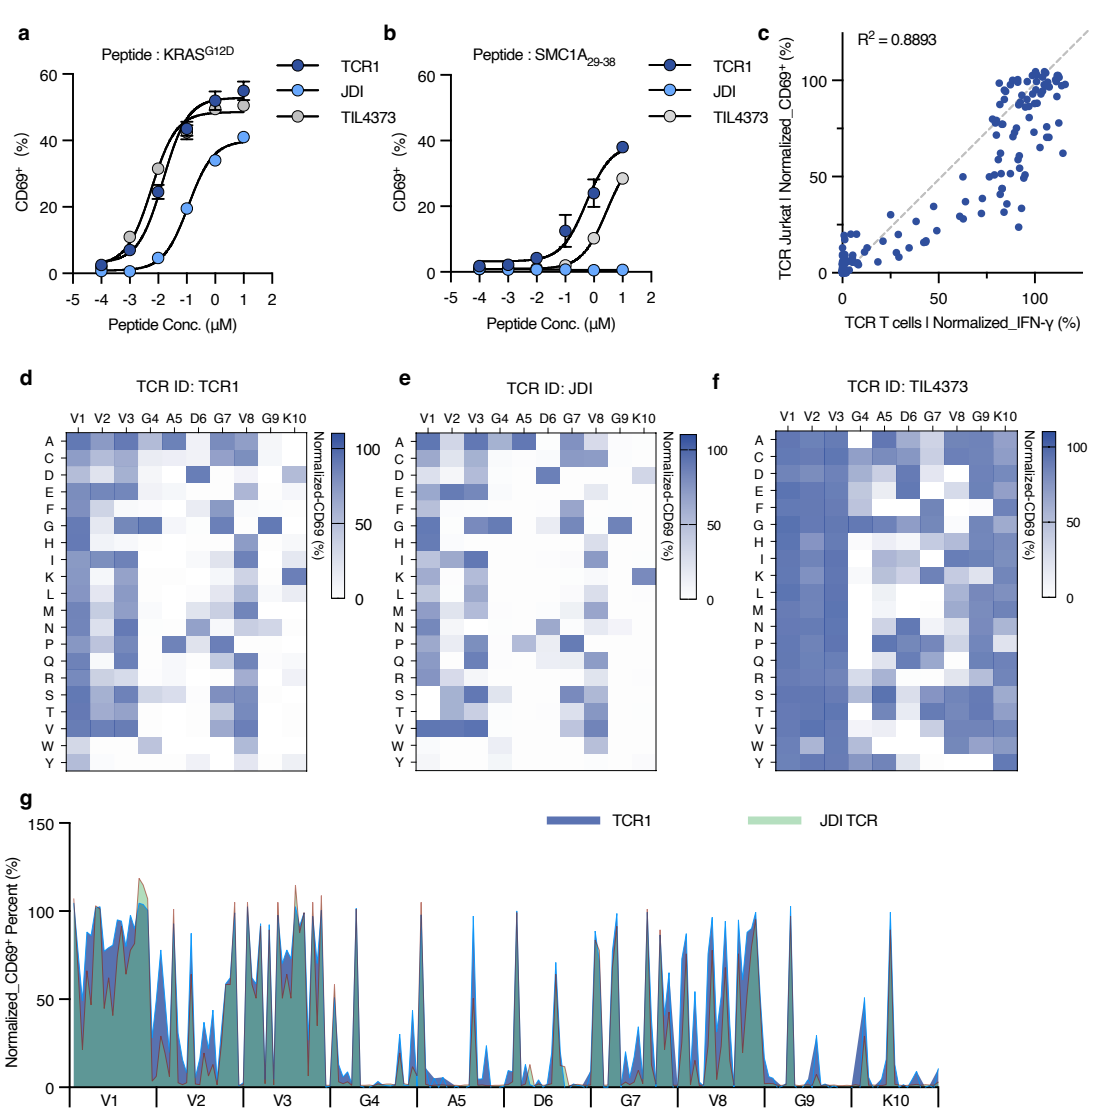 a
Peptide : KRASG12D
TCR1
JDI
TIL4373
60
40
20
0
CD69+ (%)
-5 -4 -3 -2 -1 0 1 2
Peptide Conc. (μM)
b
Peptide : SMC1A29-38
TCR1
JDI
TIL4373
60
40
20
0
CD69+ (%)
-5 -4 -3 -2 -1 0 1 2
Peptide Conc. (μM)
c
R2 = 0.8893
100
50
0
TCR Jurkat I Normalized_CD69+ (%)
0 50 100
TCR T cells I Normalized_IFN-γ (%)
d
TCR ID: TCR1
V1 V2 V3 G4 A5 D6 G7 V8 G9 K10
A
C
D
E
F
G
H
I
K
L
M
N
P
Q
R
S
T
V
W
Y
100
50
0
Normalized-CD69 (%)
e
TCR ID: JDI
V1 V2 V3 G4 A5 D6 G7 V8 G9 K10
A
C
D
E
F
G
H
I
K
L
M
N
P
Q
R
S
T
V
W
Y
100
50
0
Normalized-CD69 (%)
f
TCR ID: TIL4373
V1 V2 V3 G4 A5 D6 G7 V8 G9 K10
A
C
D
E
F
G
H
I
K
L
M
N
P
Q
R
S
T
V
W
Y
100
50
0
Normalized-CD69 (%)
g
TCR1
JDI TCR
150
100
50
0
Normalized_CD69+ Percent (%)
V1 V2 V3 G4 A5 D6 G7 V8 G9 K10